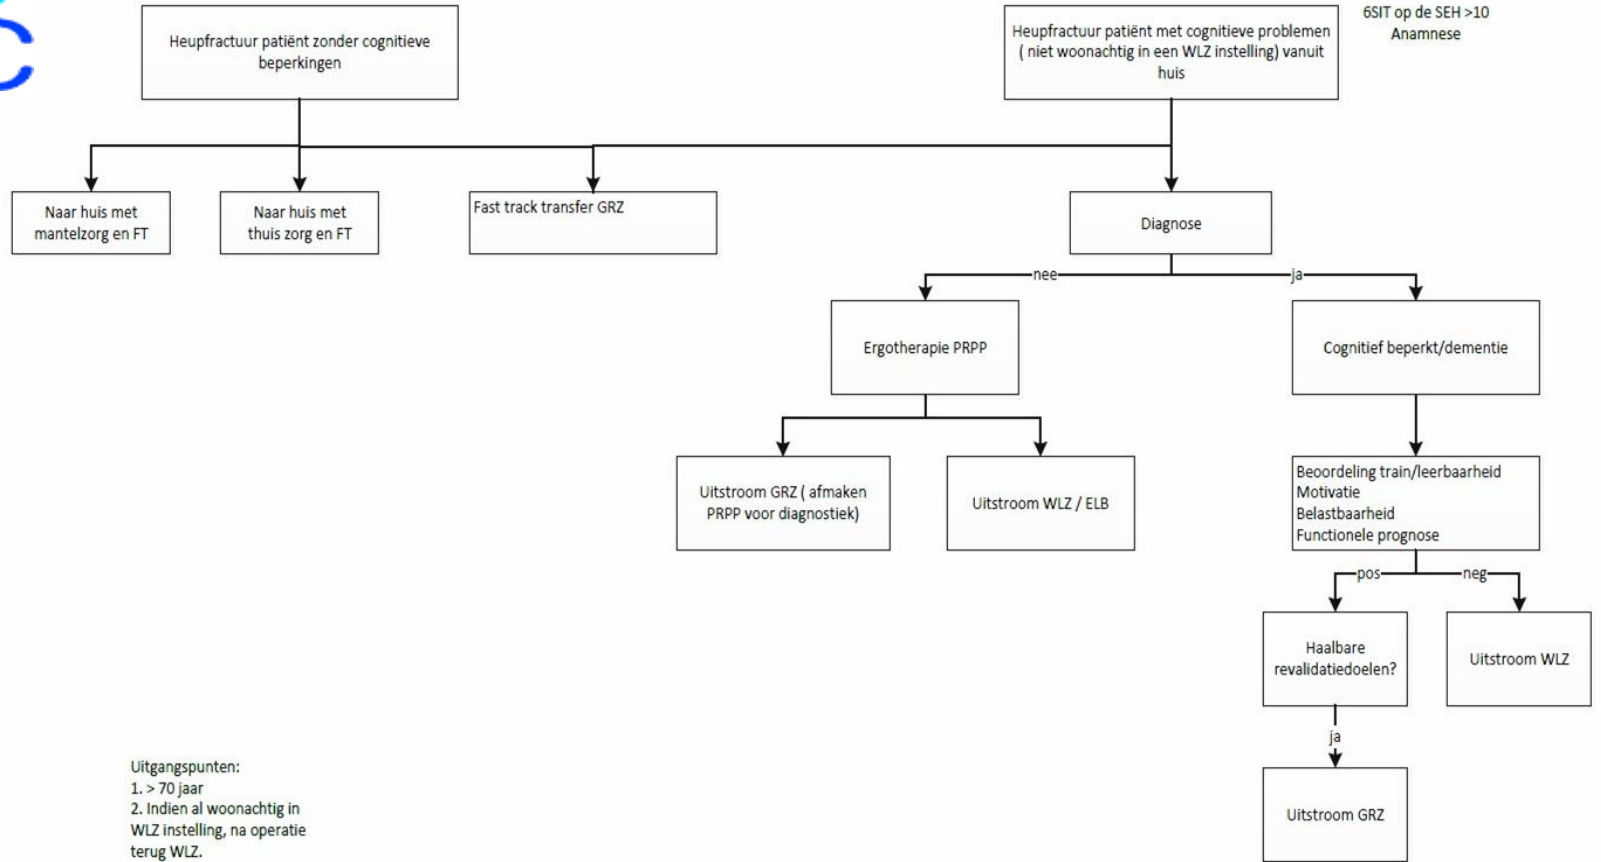 Heupfractuur patiënt zonder cognitieve
beperkingen
Heupfractuur patiënt met cognitieve problemen
( niet woonachtig in een WLZ instelling) vanuit
huis
6SIT op de SEH >10
Anamnese
Naar huis met
mantelzorg en FT
Naar huis met
thuis zorg en FT
Fast track transfer GRZ
Diagnose
nee
ja
Ergotherapie PRPP
Cognitief beperkt/dementie
Uitstroom GRZ ( afmaken
PRPP voor diagnostiek)
Uitstroom WLZ / ELB
Beoordeling train/leerbaarheid
Motivatie
Belastbaarheid
Functionele prognose
pos
neg
Haalbare
revalidatiedoelen?
Uitstroom WLZ
ja
Uitstroom GRZ
Uitgangspunten:
1. > 70 jaar
2. Indien al woonachtig in
WLZ instelling, na operatie
terug WLZ.